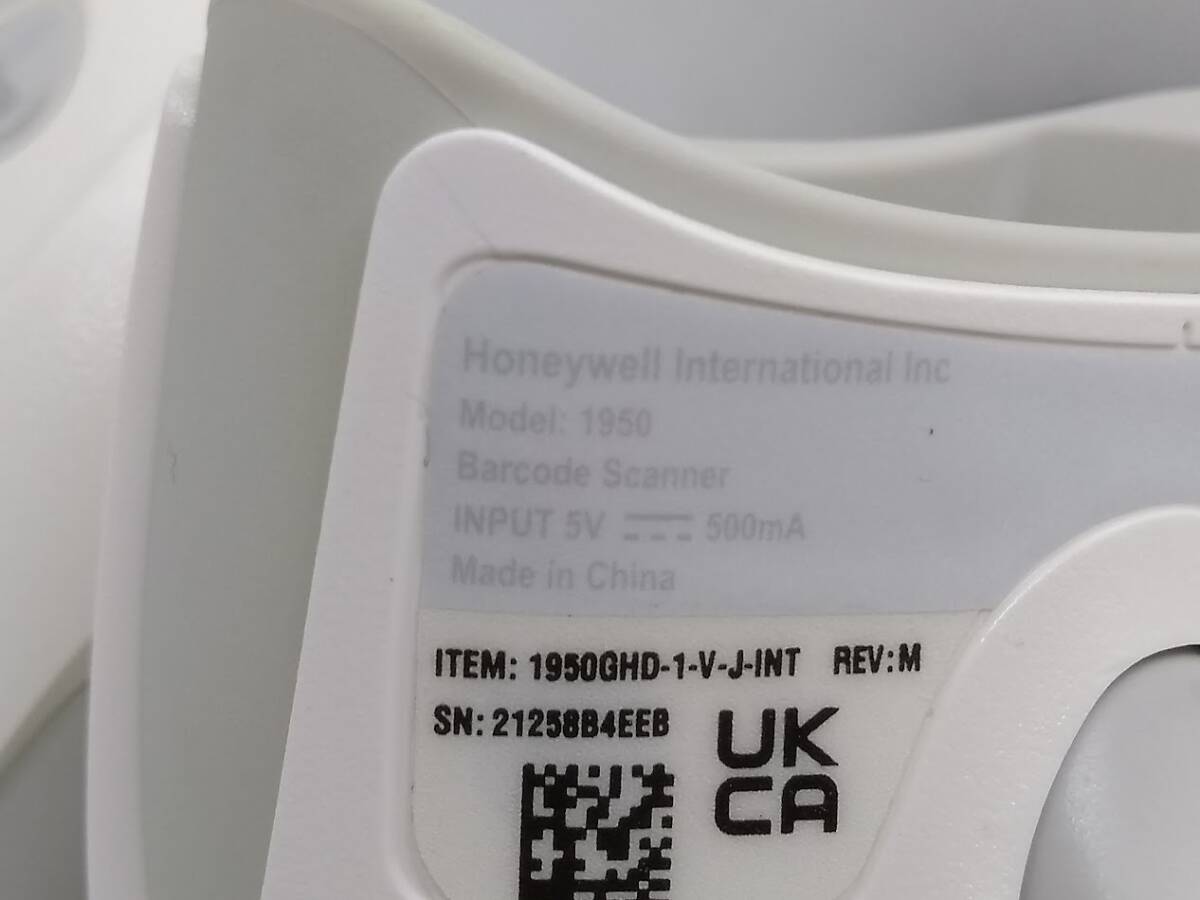 Honeywell International Inc
Model: 1950
Barcode Scanner
INPUT 5V ⎓ 500mA
Made in China
ITEM: 1950GHD-1-V-J-INT REV:M
SN: 21258B4EEB
UK
CA